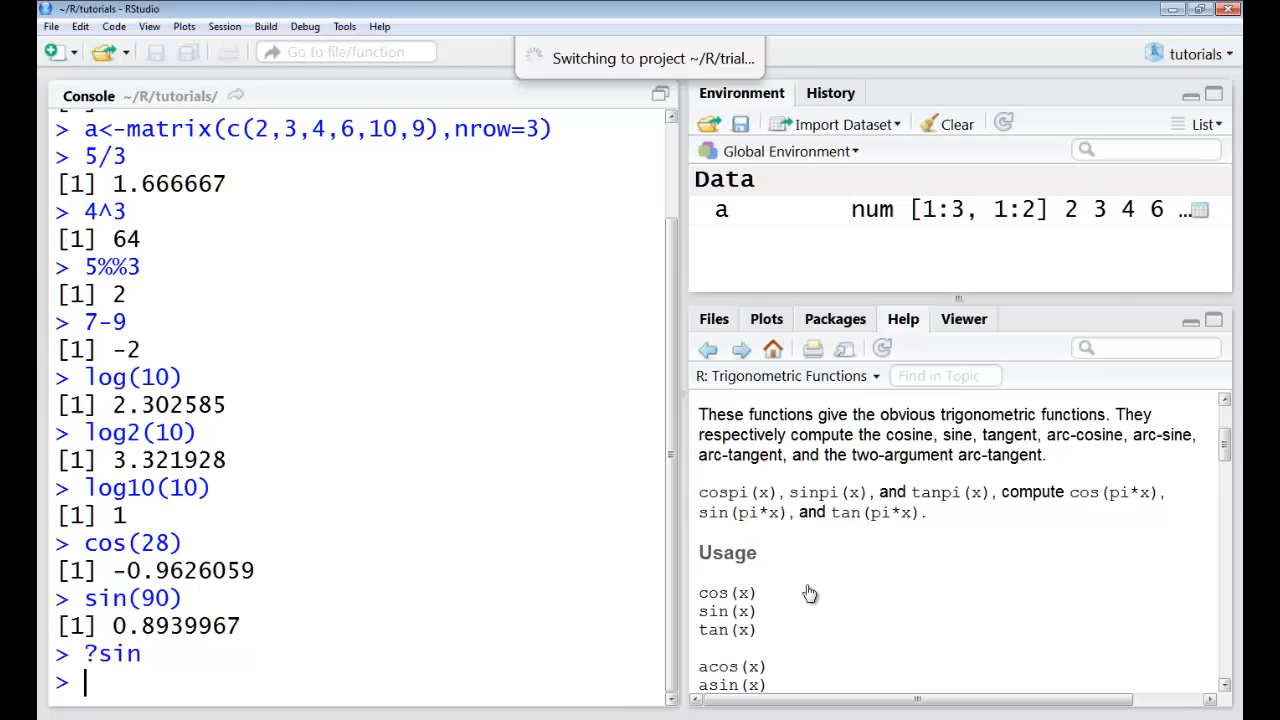 ~/R/tutorials - RStudio
File Edit Code View Plots Session Build Debug Tools Help
Go to file/function
Switching to project ~/R/trial...
tutorials
Console ~/R/tutorials/
> a<-matrix(c(2,3,4,6,10,9),nrow=3)
> 5/3
[1] 1.666667
> 4^3
[1] 64
> 5%%3
[1] 2
> 7-9
[1] -2
> log(10)
[1] 2.302585
> log2(10)
[1] 3.321928
> log10(10)
[1] 1
> cos(28)
[1] -0.9626059
> sin(90)
[1] 0.8939967
> ?sin
>
Environment History
Import Dataset Clear List
Global Environment
Data
a num [1:3, 1:2] 2 3 4 6 …
Files Plots Packages Help Viewer
R: Trigonometric Functions Find in Topic
These functions give the obvious trigonometric functions. They
respectively compute the cosine, sine, tangent, arc-cosine, arc-sine,
arc-tangent, and the two-argument arc-tangent.
cospi(x), sinpi(x), and tanpi(x), compute cos(pi*x),
sin(pi*x), and tan(pi*x).
Usage
cos(x)
sin(x)
tan(x)
acos(x)
asin(x)